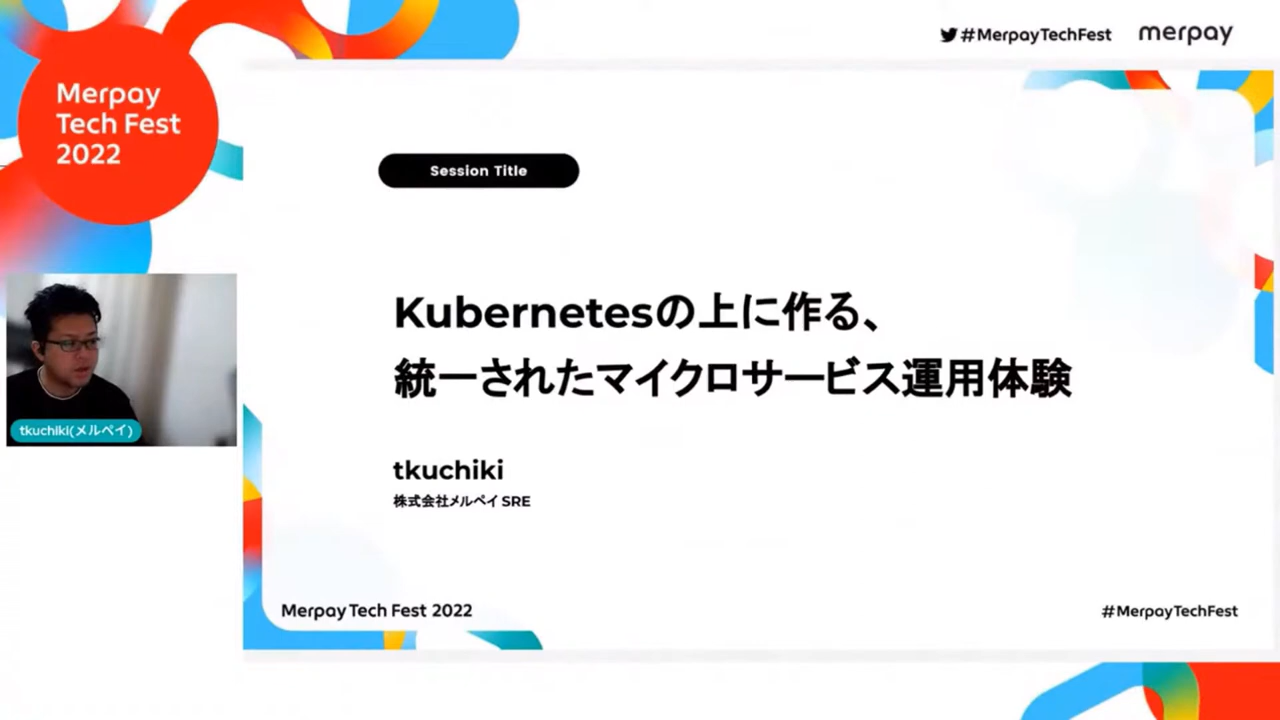 #MerpayTechFest
merpay
Merpay
Tech Fest
2022
Session Title
Kubernetesの上に作る、
統一されたマイクロサービス運用体験
tkuchiki
株式会社メルペイ SRE
tkuchiki(メルペイ)
Merpay Tech Fest 2022
#MerpayTechFest